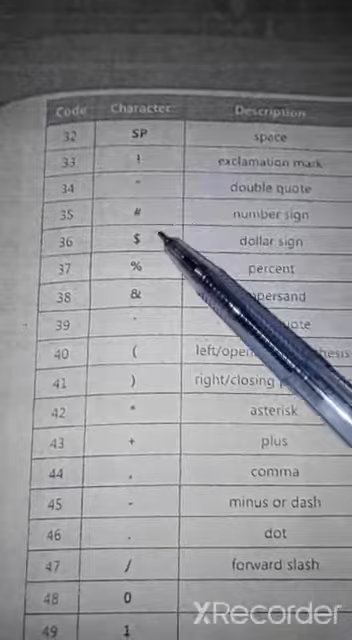 Code Character Description
32 SP space
33 ! exclamation mark
34 " double quote
35 # number sign
36 $ dollar sign
37 % percent
38 & persand
39 ' ote
40 ( left/open hesis
41 ) right/closing
42 * asterisk
43 + plus
44 , comma
45 - minus or dash
46 . dot
47 / forward slash
48 0
49 1
XRecorder